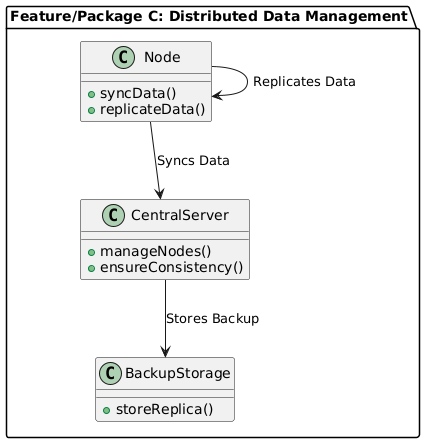 Feature/Package C: Distributed Data Management
C Node
syncData()
replicateData()
Replicates Data
Syncs Data
C CentralServer
manageNodes()
ensureConsistency()
Stores Backup
C BackupStorage
storeReplica()